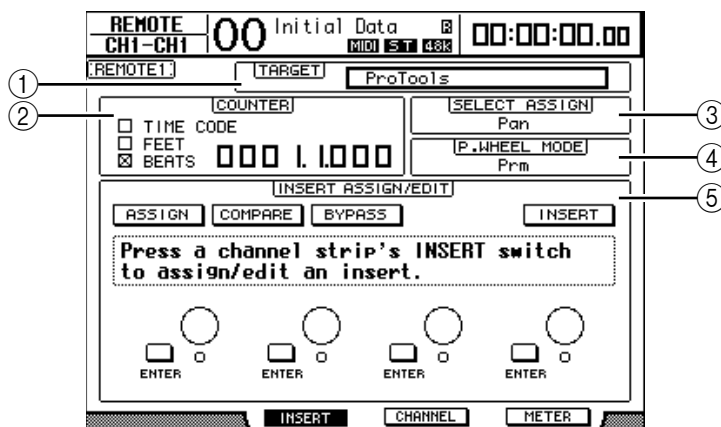 REMOTE
CH1-CH1
00 Initial Data R
MIDI ST 48K
00:00:00.00
REMOTE1
① TARGET ProTools
② COUNTER
TIME CODE
FEET
BEATS 000 1.1.000
③ SELECT ASSIGN
Pan
④ P.WHEEL MODE
Prm
⑤ INSERT ASSIGN/EDIT
ASSIGN COMPARE BYPASS INSERT
Press a channel strip's INSERT switch
to assign/edit an insert.
ENTER ENTER ENTER ENTER
INSERT CHANNEL METER